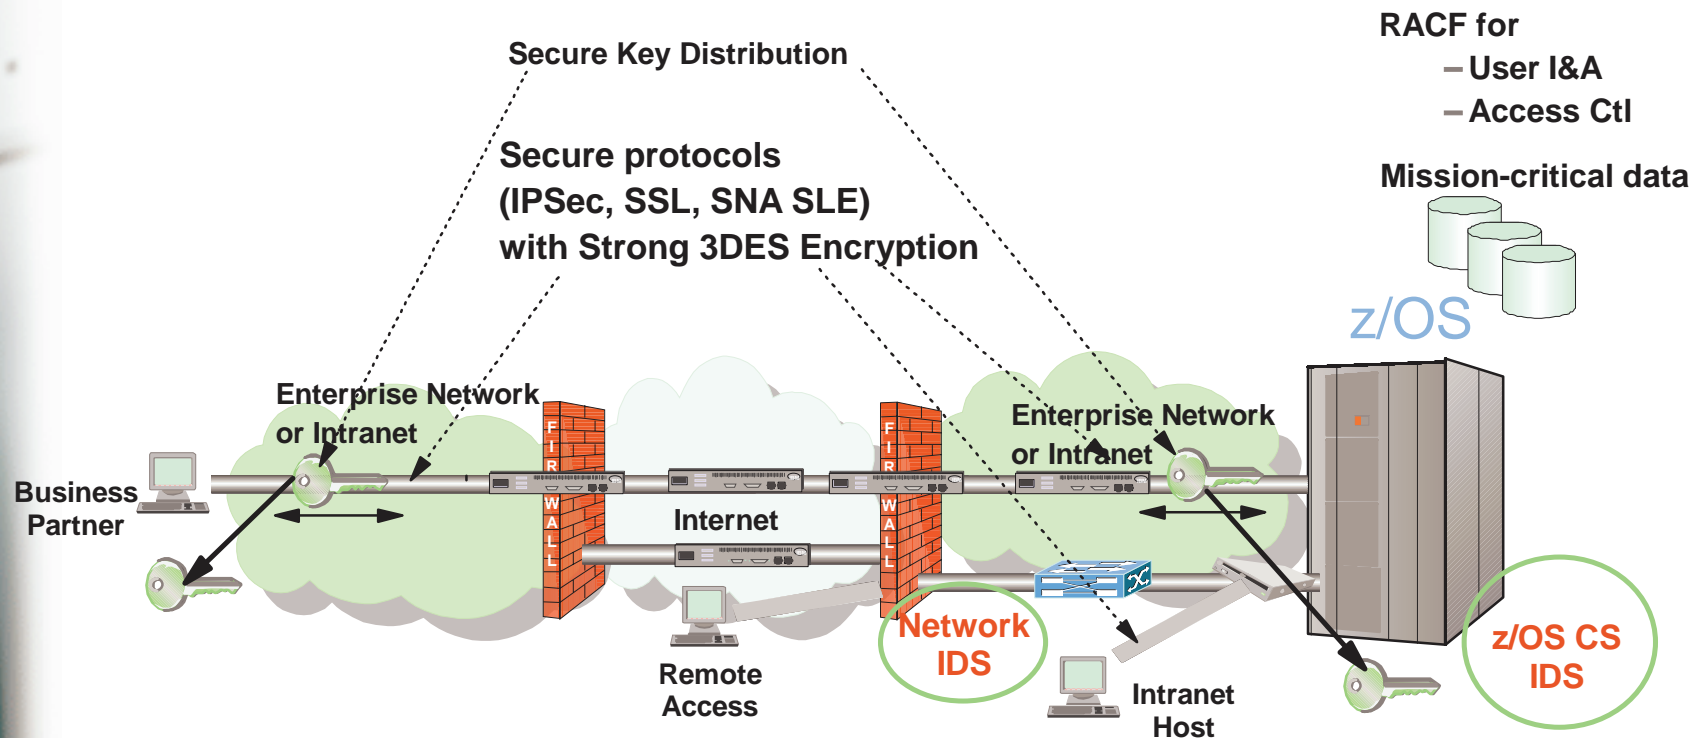 RACF for
– User I&A
– Access Ctl
Secure Key Distribution
Secure protocols
(IPSec, SSL, SNA SLE)
with Strong 3DES Encryption
Mission-critical data
z/OS
Enterprise Network
or Intranet
FIREWALL
Enterprise Network
or Intranet
FIREWALL
Business
Partner
Internet
Remote
Access
Network
IDS
Intranet
Host
z/OS CS
IDS